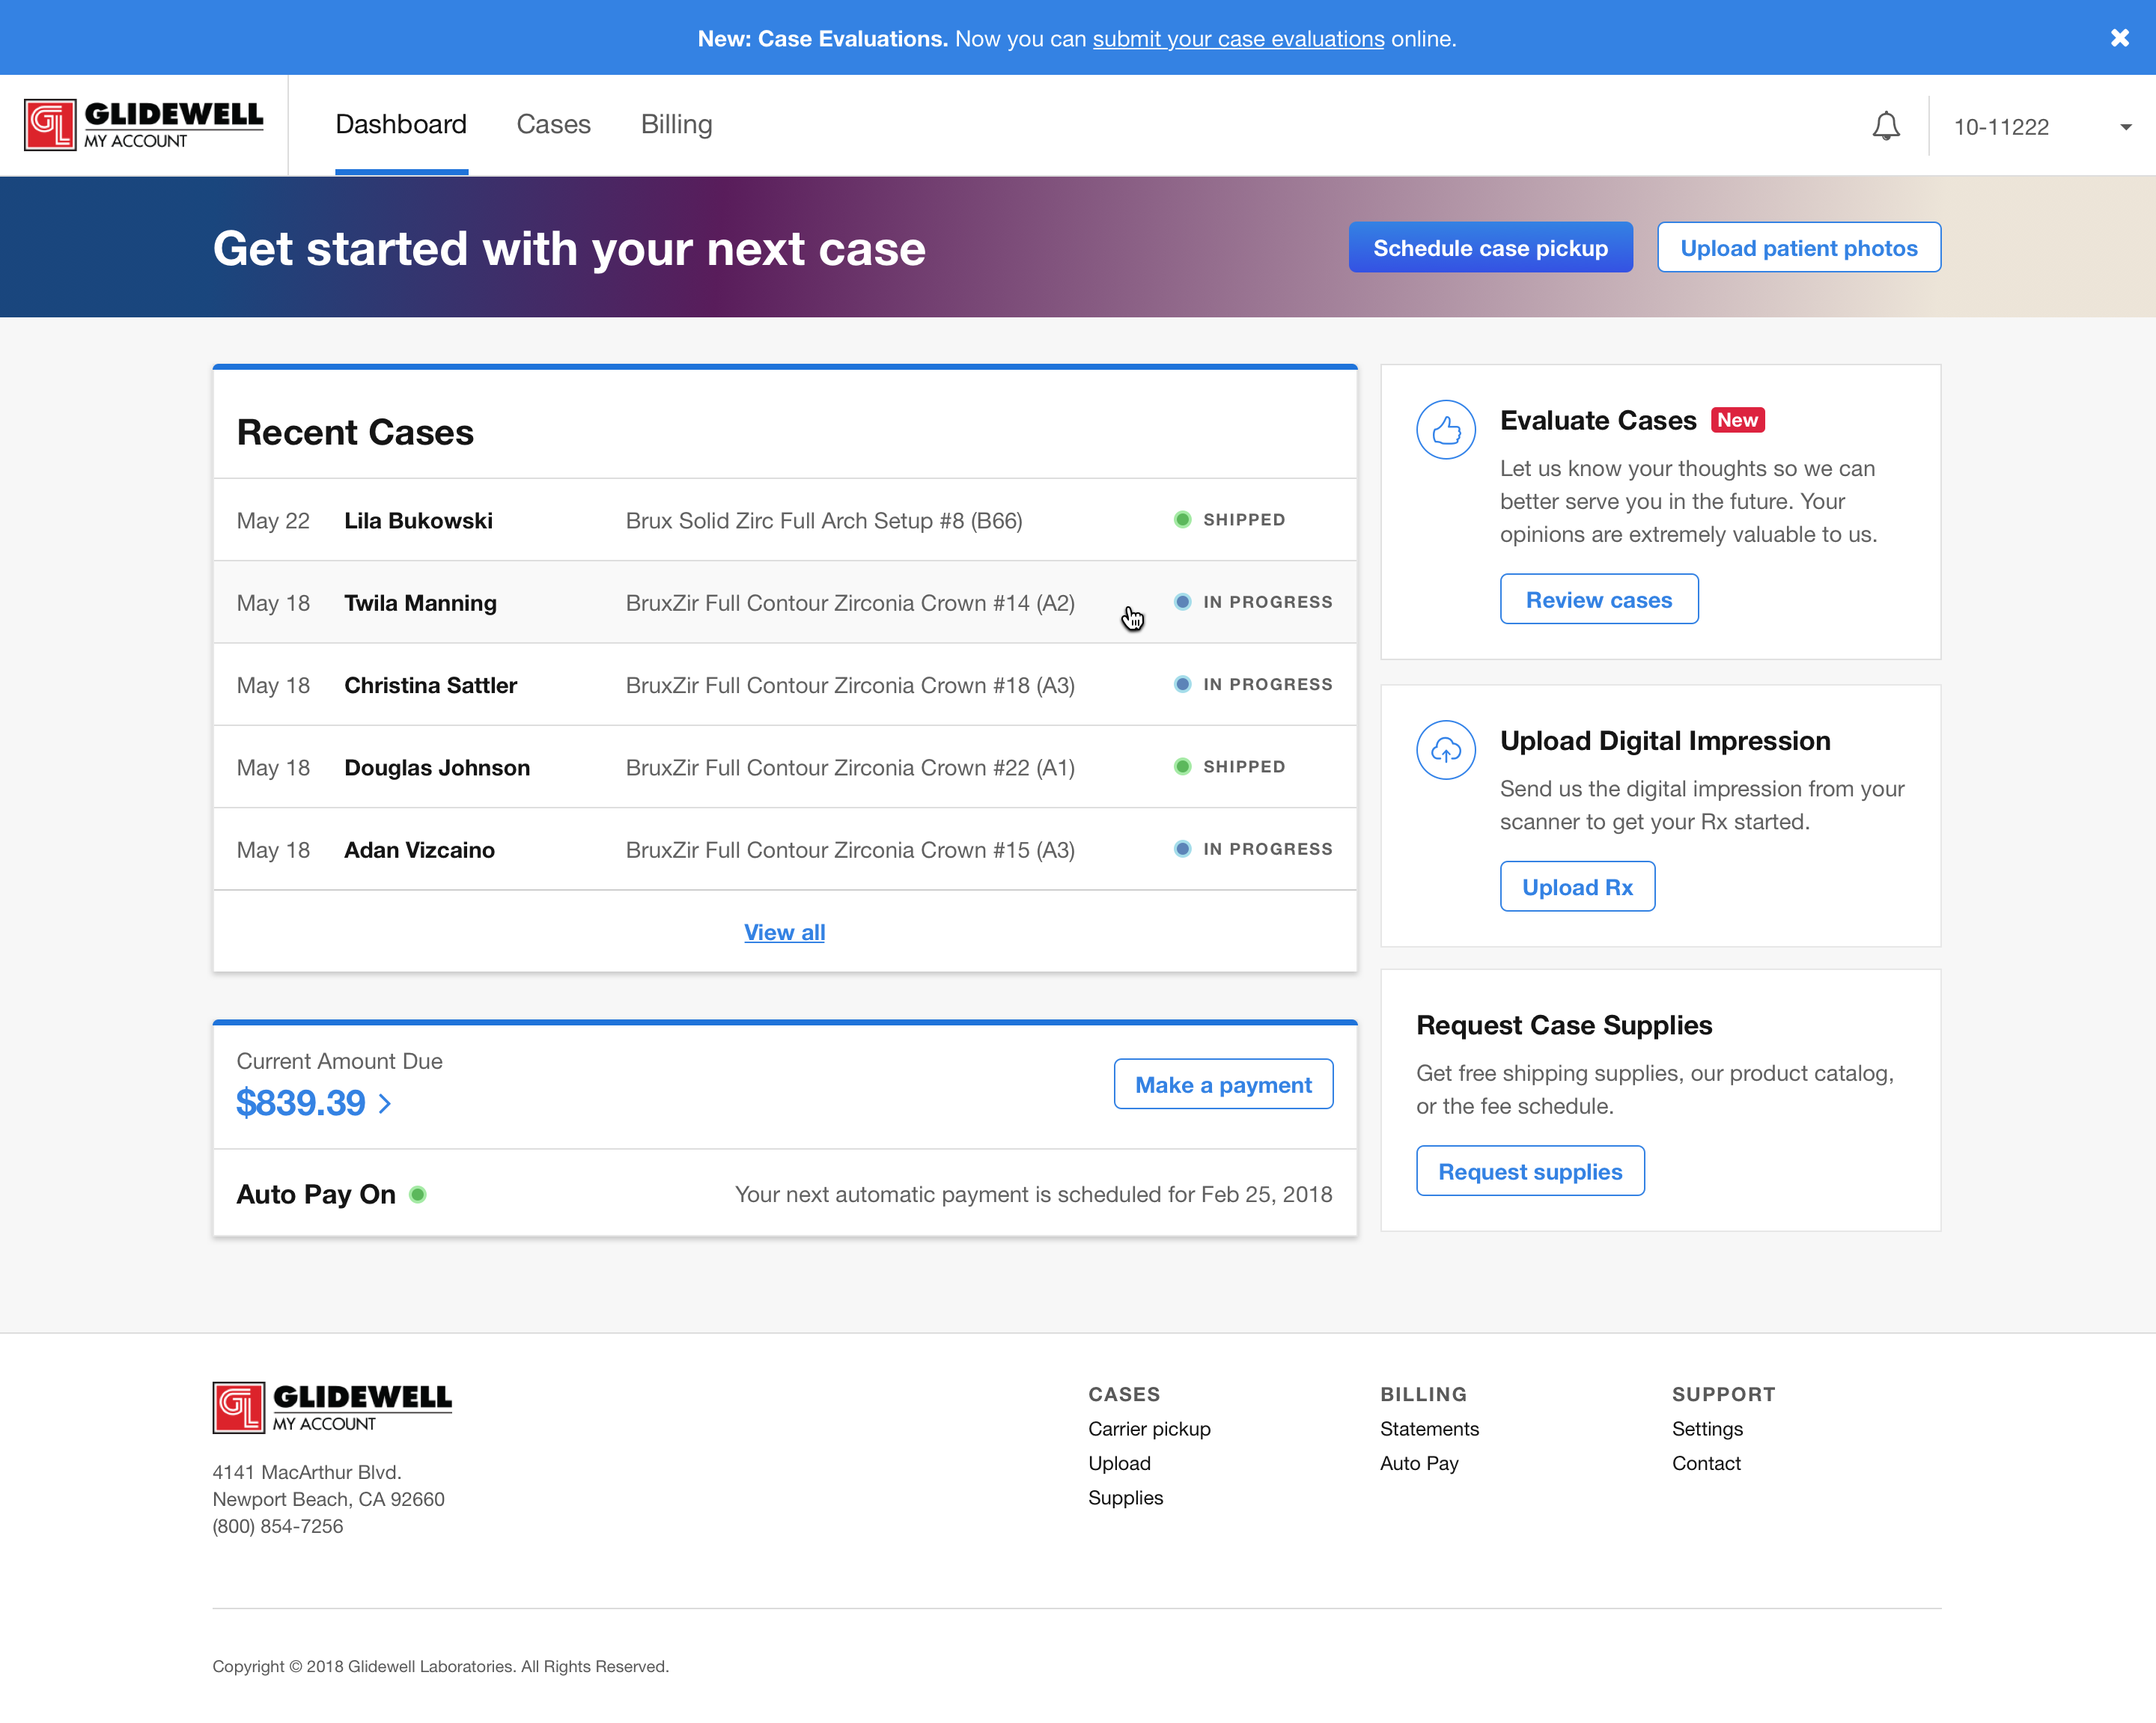 New: Case Evaluations. Now you can submit your case evaluations online.
GLIDEWELL
MY ACCOUNT
Dashboard
Cases
Billing
10-11222
Get started with your next case
Schedule case pickup
Upload patient photos
Recent Cases
May 22 Lila Bukowski Brux Solid Zirc Full Arch Setup #8 (B66) SHIPPED
May 18 Twila Manning BruxZir Full Contour Zirconia Crown #14 (A2) IN PROGRESS
May 18 Christina Sattler BruxZir Full Contour Zirconia Crown #18 (A3) IN PROGRESS
May 18 Douglas Johnson BruxZir Full Contour Zirconia Crown #22 (A1) SHIPPED
May 18 Adan Vizcaino BruxZir Full Contour Zirconia Crown #15 (A3) IN PROGRESS
View all
Current Amount Due
$839.39
Make a payment
Auto Pay On
Your next automatic payment is scheduled for Feb 25, 2018
Evaluate Cases New
Let us know your thoughts so we can
better serve you in the future. Your
opinions are extremely valuable to us.
Review cases
Upload Digital Impression
Send us the digital impression from your
scanner to get your Rx started.
Upload Rx
Request Case Supplies
Get free shipping supplies, our product catalog,
or the fee schedule.
Request supplies
GL GLIDEWELL
MY ACCOUNT
4141 MacArthur Blvd.
Newport Beach, CA 92660
(800) 854-7256
CASES
Carrier pickup
Upload
Supplies
BILLING
Statements
Auto Pay
SUPPORT
Settings
Contact
Copyright © 2018 Glidewell Laboratories. All Rights Reserved.